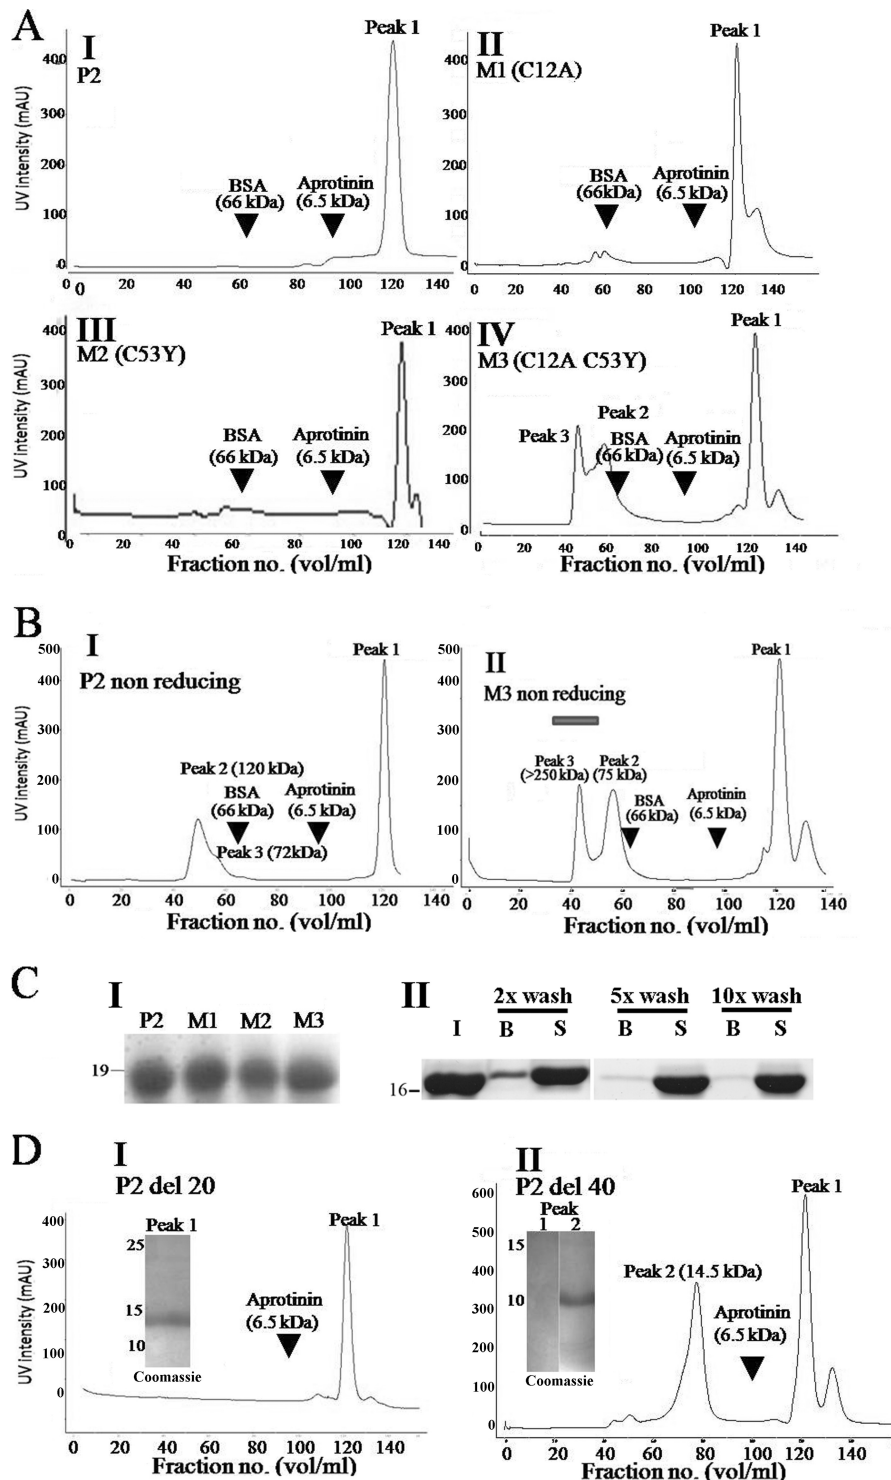 A
I
P2
Peak 1
UV intensity (mAU)
400
300
200
100
0
BSA
(66 kDa)
Aprotinin
(6.5 kDa)
0 20 40 60 80 100 120 140
II
M1 (C12A)
Peak 1
400
300
200
100
0
BSA
(66kDa)
Aprotinin
(6.5 kDa)
0 20 40 60 80 100 120 140
III
M2 (C53Y)
Peak 1
UV intensity (mAU)
400
300
200
100
0
BSA
(66 kDa)
Aprotinin
(6.5 kDa)
0 20 40 60 80 100 120 140
Fraction no. (vol/ml)
IV
M3 (C12A C53Y)
Peak 1
400
300
200
100
0
Peak 3
Peak 2
BSA
(66 kDa)
Aprotinin
(6.5 kDa)
0 20 40 60 80 100 120 140
Fraction no. (vol/ml)
B
I
P2 non reducing
Peak 1
500
400
300
200
100
0
Peak 2 (120 kDa)
BSA
(66 kDa)
Aprotinin
(6.5 kDa)
Peak 3 (72kDa)
0 20 40 60 80 100 120 140
Fraction no. (vol/ml)
II
M3 non reducing
Peak 1
500
400
300
200
100
0
Peak 3
(>250 kDa)
Peak 2
(75 kDa)
BSA
(66 kDa)
Aprotinin
(6.5 kDa)
0 20 40 60 80 100 120 140
Fraction no. (vol/ml)
C
I
P2 M1 M2 M3
19
II
2x wash 5x wash 10x wash
I B S B S B S
16
D
I
P2 del 20
Peak 1
25
15
10
Coomassie
Peak 1
UV intensity (mAU)
400
300
200
100
0
Aprotinin
(6.5 kDa)
0 20 40 60 80 100 120 140
Fraction no. (vol/ml)
II
P2 del 40
Peak
1 2
15
10
Coomassie
Peak 1
600
500
400
300
200
100
0
Peak 2 (14.5 kDa)
Aprotinin
(6.5 kDa)
0 20 40 60 80 100 120 140
Fraction no. (vol/ml)